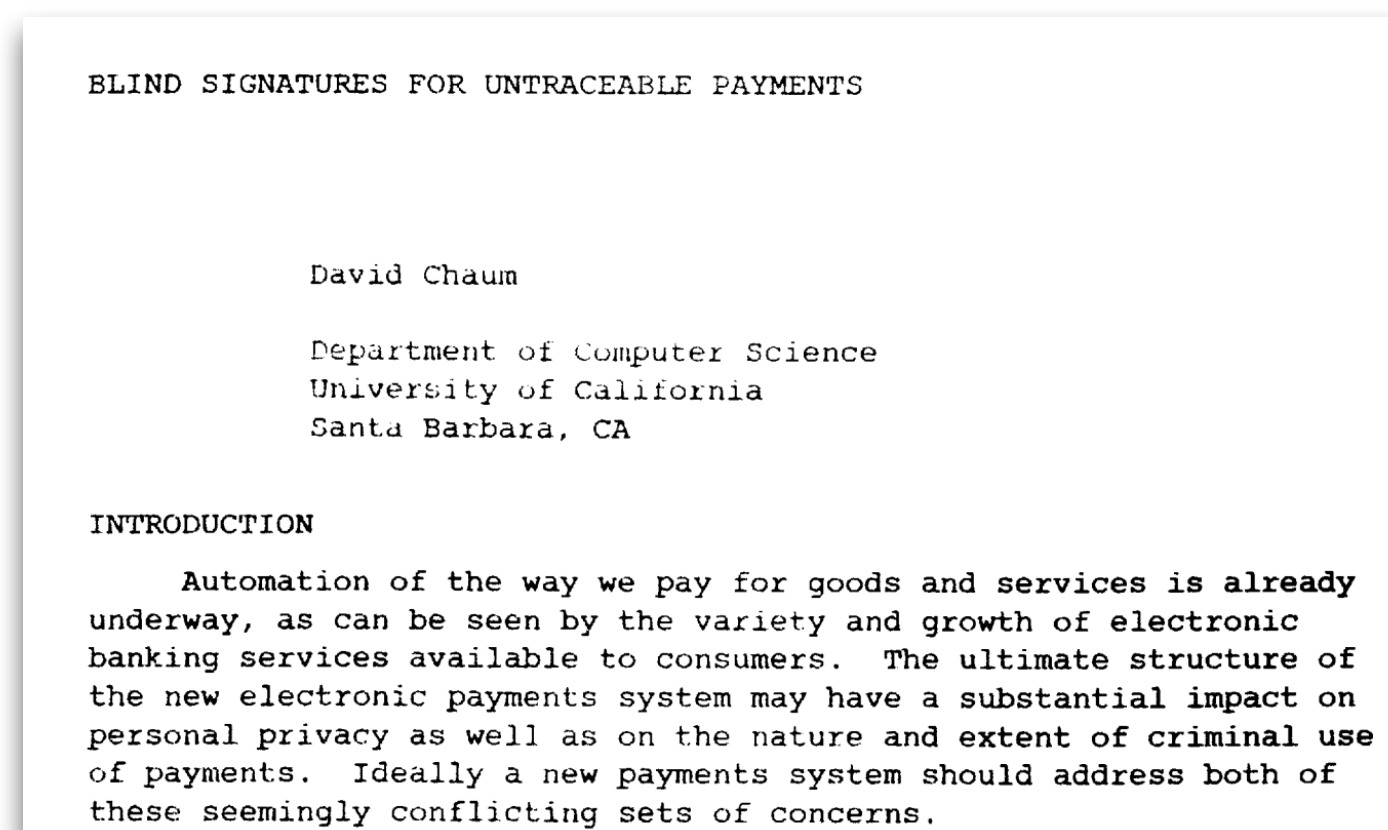 BLIND SIGNATURES FOR UNTRACEABLE PAYMENTS
David Chaum
Department of Computer Science
University of California
Santa Barbara, CA
INTRODUCTION
Automation of the way we pay for goods and services is already
underway, as can be seen by the variety and growth of electronic
banking services available to consumers. The ultimate structure of
the new electronic payments system may have a substantial impact on
personal privacy as well as on the nature and extent of criminal use
of payments. Ideally a new payments system should address both of
these seemingly conflicting sets of concerns.